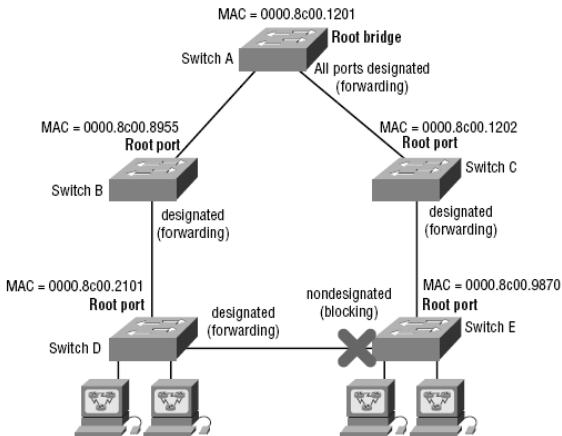 MAC = 0000.8c00.1201
Root bridge
Switch A
All ports designated
(forwarding)
MAC = 0000.8c00.8955
Root port
MAC = 0000.8c00.1202
Root port
Switch B
Switch C
designated
(forwarding)
designated
(forwarding)
MAC = 0000.8c00.2101
Root port
MAC = 0000.8c00.9870
Root port
designated
(forwarding)
nondesignated
(blocking)
Switch D
Switch E